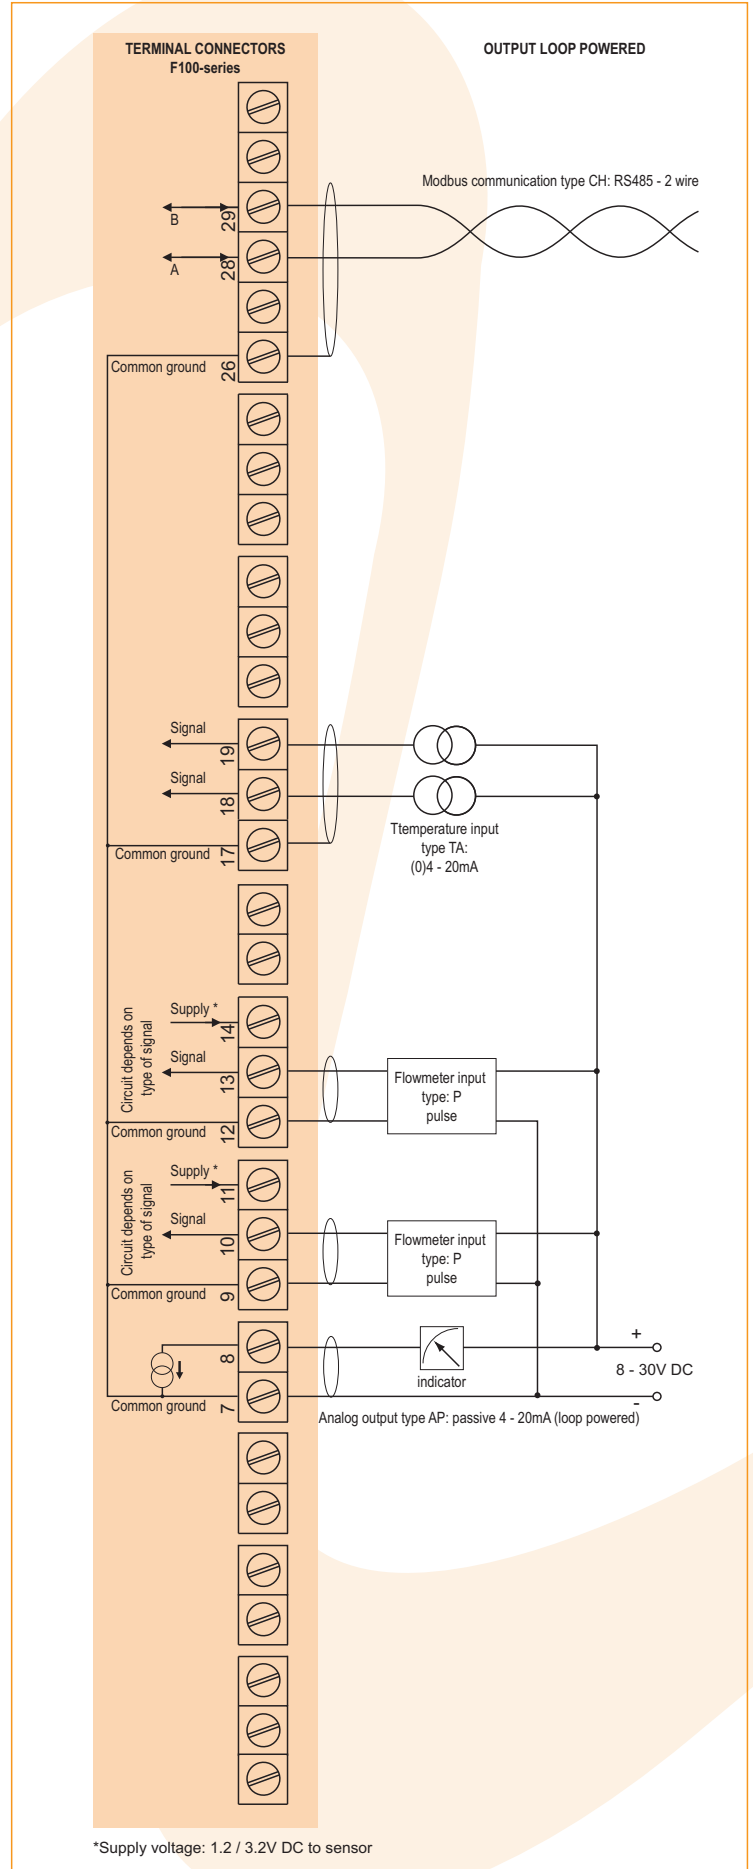 TERMINAL CONNECTORS
F100-series
OUTPUT LOOP POWERED
Modbus communication type CH: RS485 - 2 wire
B
29
A
28
Common ground
26
Signal
19
Signal
18
Ttemperature input
type TA:
(0)4 - 20mA
Common ground
17
Circuit depends on
type of signal
Supply *
14
Signal
13
Flowmeter input
type: P
pulse
Common ground
12
Circuit depends on
type of signal
Supply *
11
Signal
10
Flowmeter input
type: P
pulse
Common ground
9
8
+
8 - 30V DC
-
indicator
Common ground
7
Analog output type AP: passive 4 - 20mA (loop powered)
*Supply voltage: 1.2 / 3.2V DC to sensor